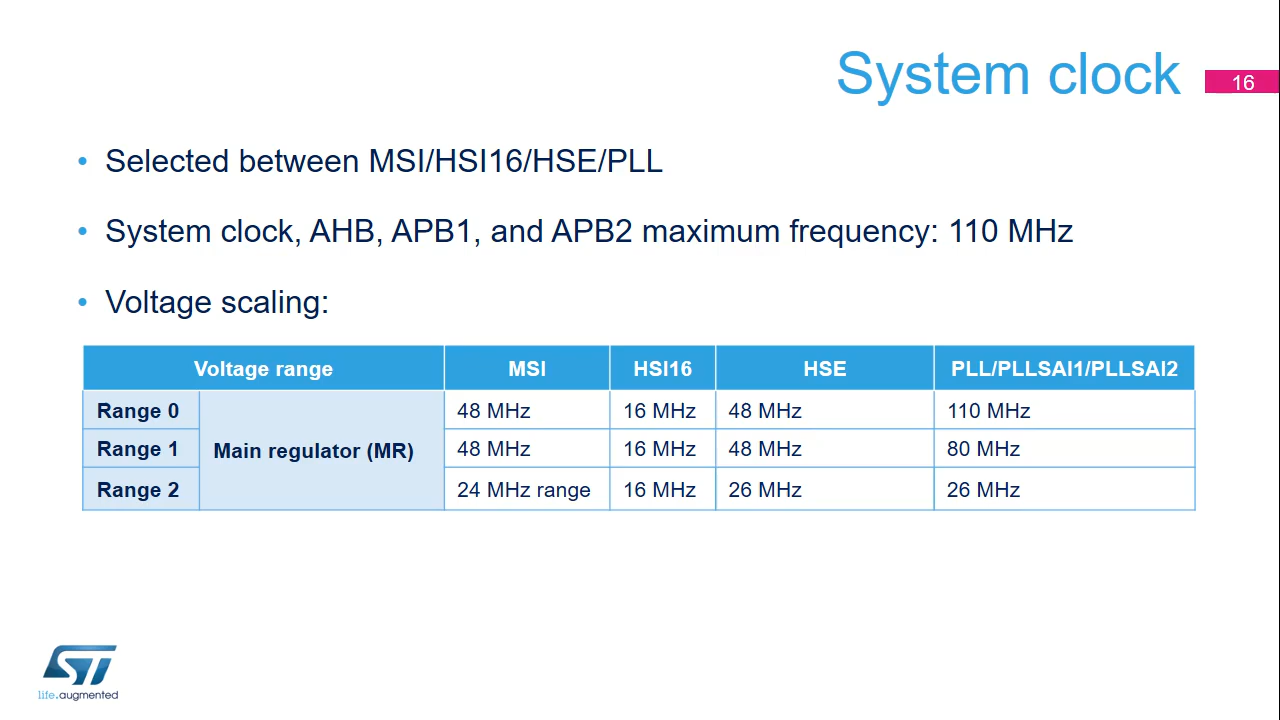 System clock
16
• Selected between MSI/HSI16/HSE/PLL
• System clock, AHB, APB1, and APB2 maximum frequency: 110 MHz
• Voltage scaling:
Voltage range MSI HSI16 HSE PLL/PLLSAI1/PLLSAI2
Range 0 48 MHz 16 MHz 48 MHz 110 MHz
Range 1 Main regulator (MR) 48 MHz 16 MHz 48 MHz 80 MHz
Range 2 24 MHz range 16 MHz 26 MHz 26 MHz
ST
life.augmented